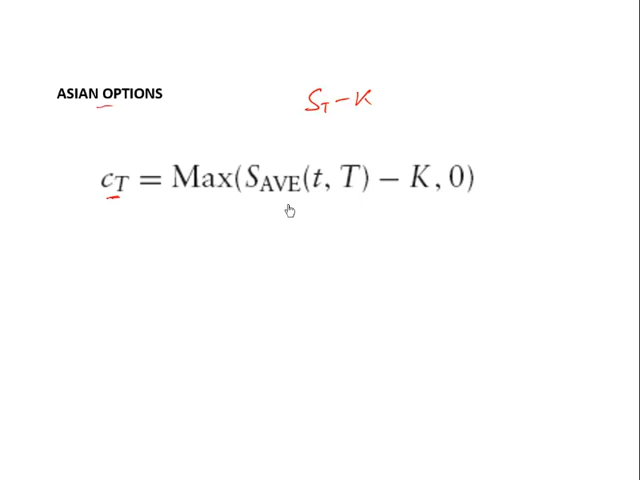 ASIAN OPTIONS
S_T - K
c_T = Max(S_AVE(t, T) − K, 0)